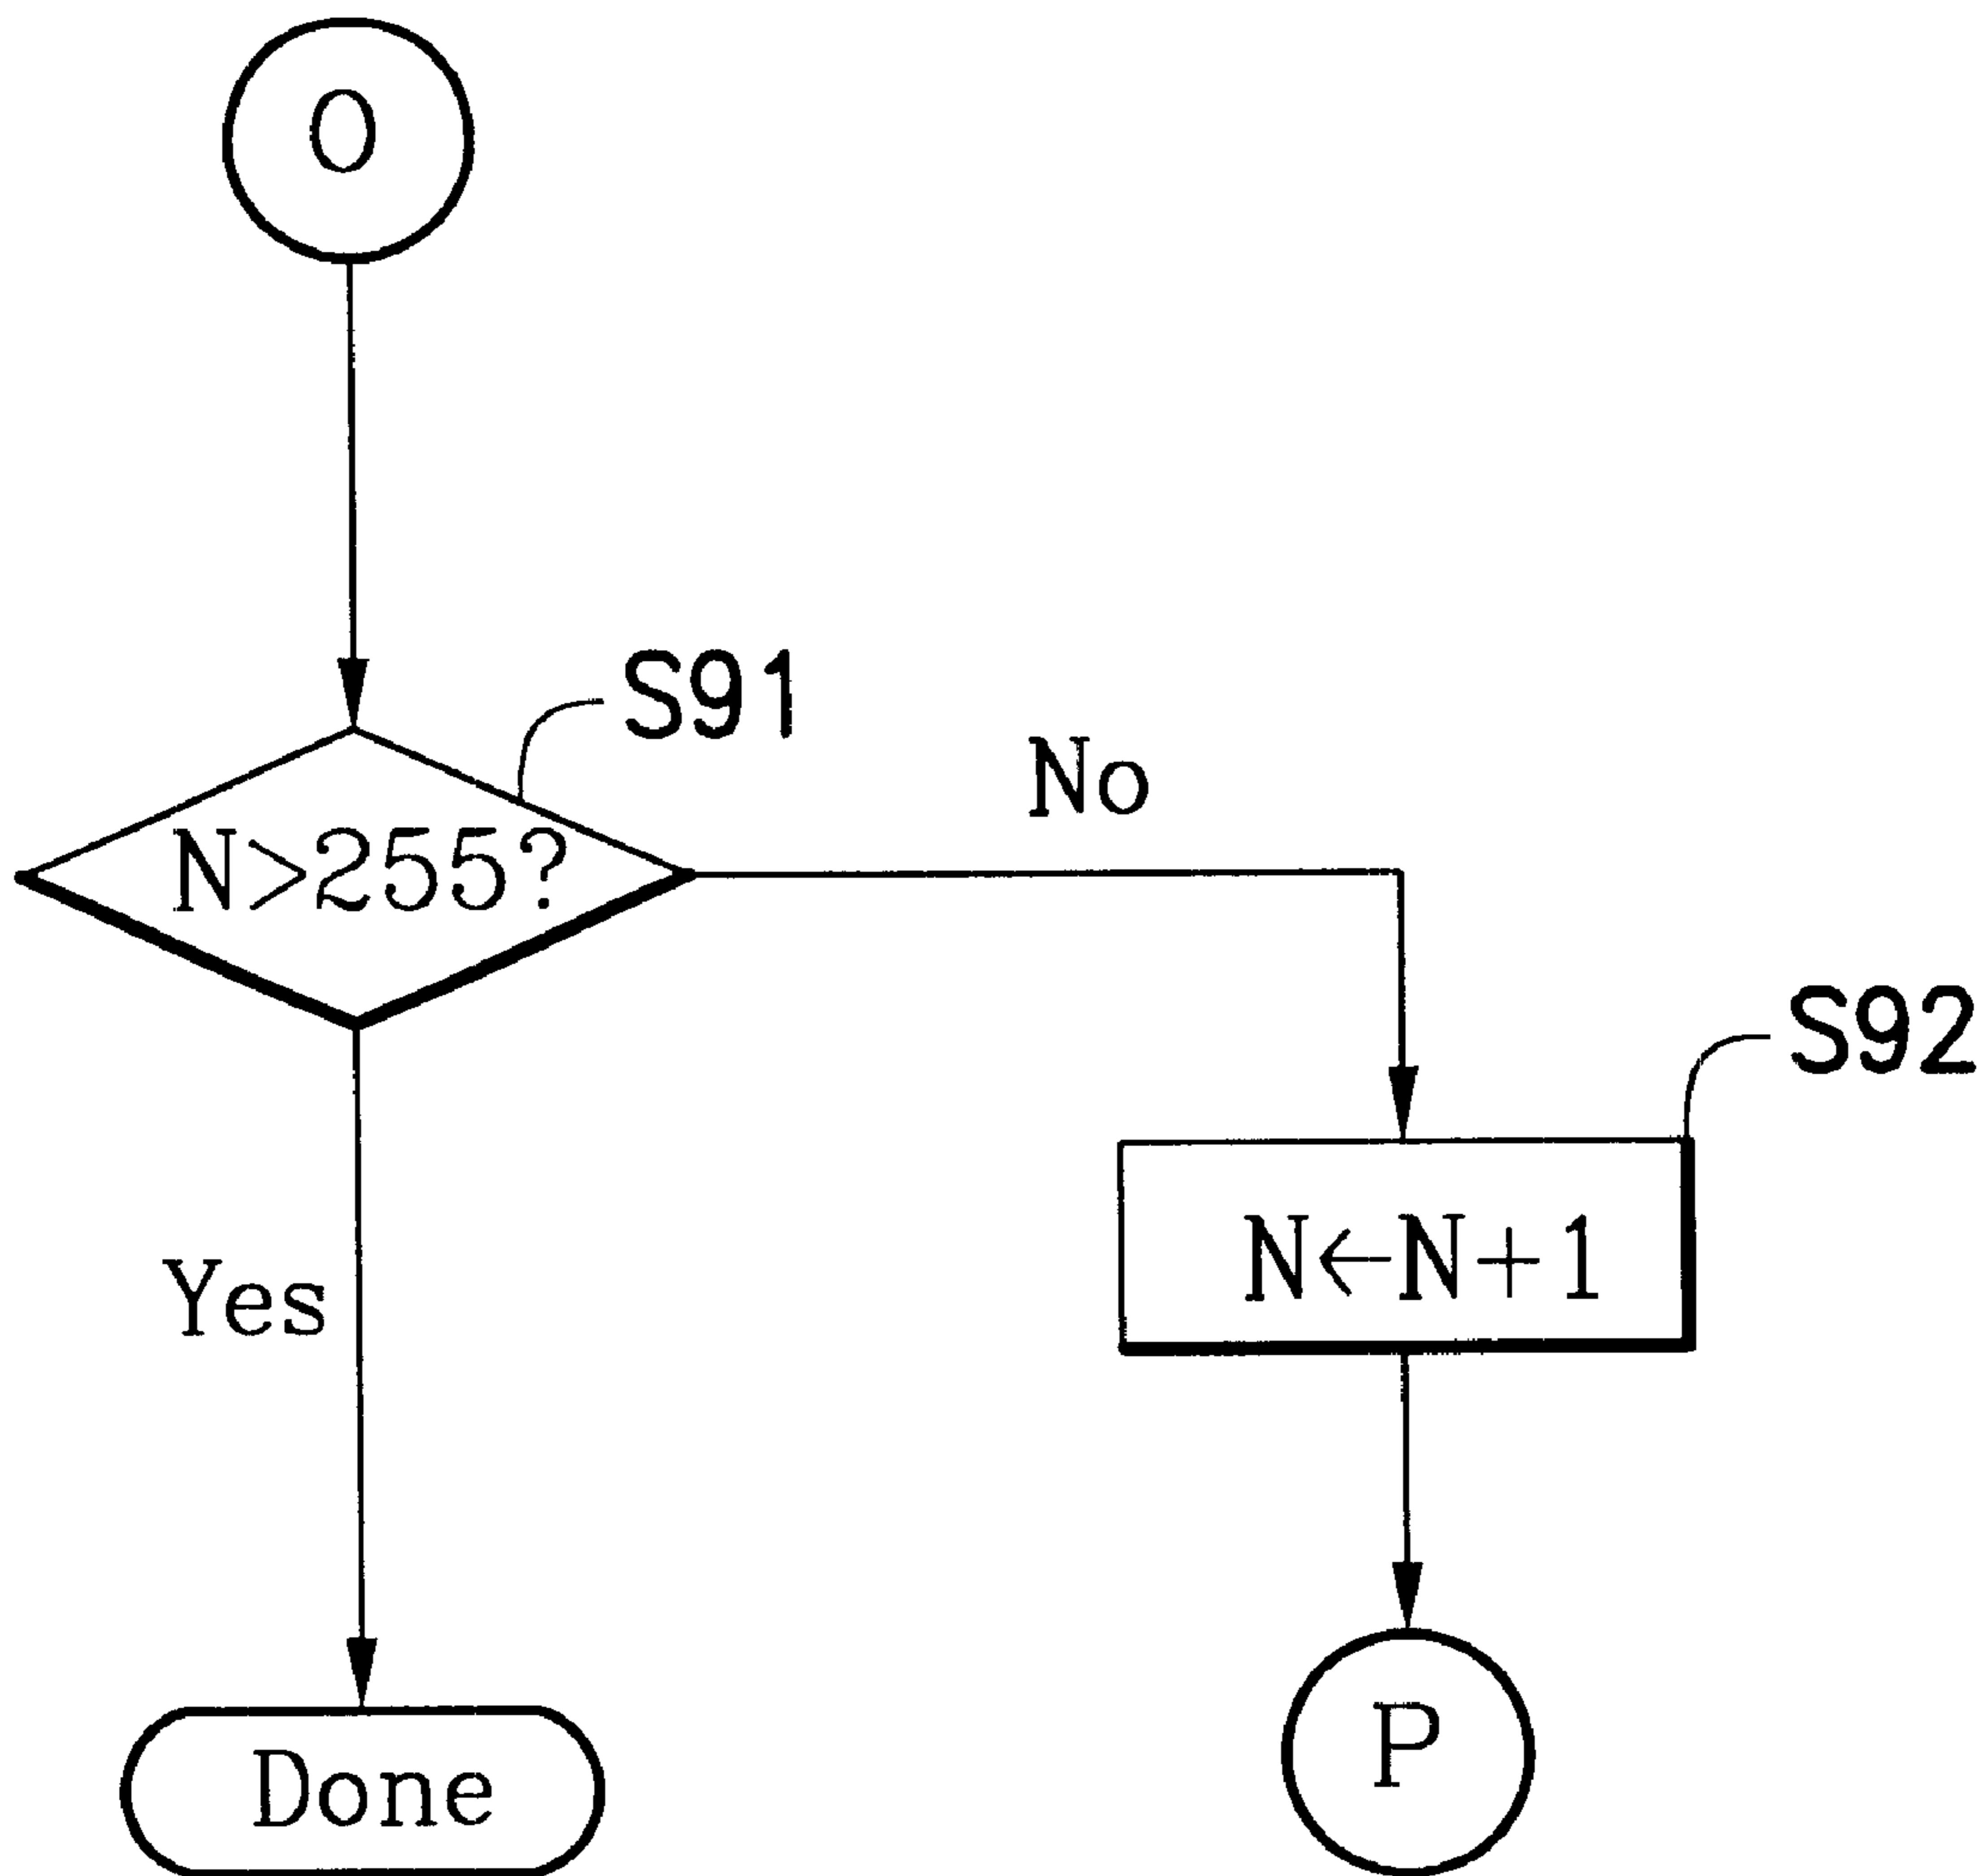 O
S91
No
N>255?
S92
N←N+1
Yes
P
Done